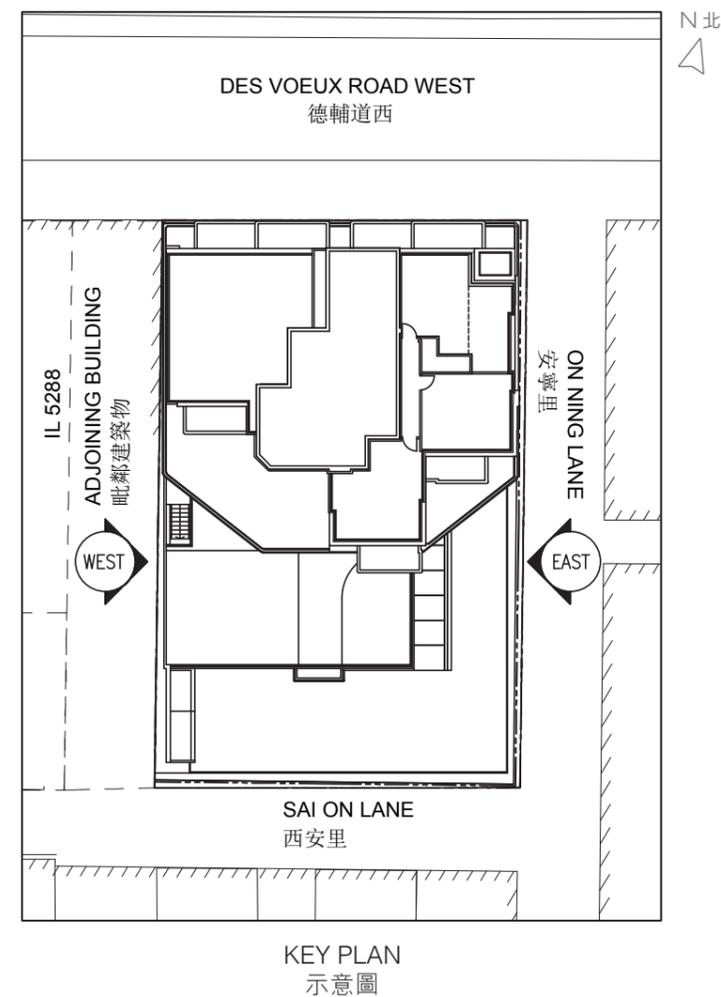 N 北
DES VOEUX ROAD WEST
德輔道西
IL 5288
ADJOINING BUILDING
毗鄰建築物
ON NING LANE
安寧里
WEST
EAST
SAI ON LANE
西安里
KEY PLAN
示意圖